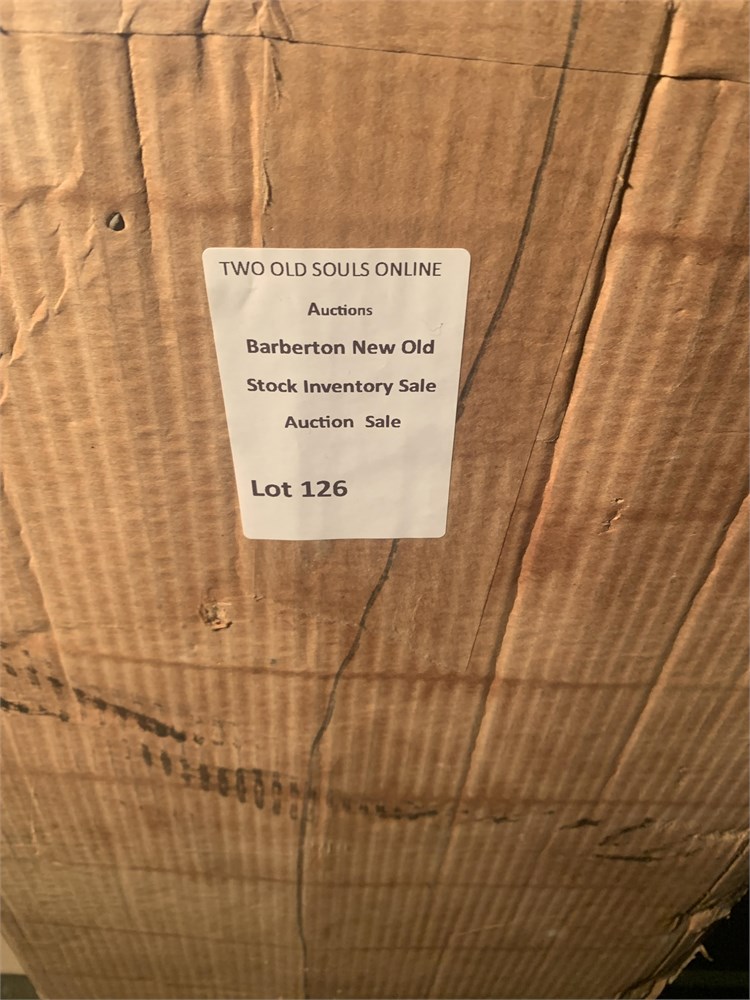 TWO OLD SOULS ONLINE
Auctions
Barberton New Old
Stock Inventory Sale
Auction Sale
Lot 126